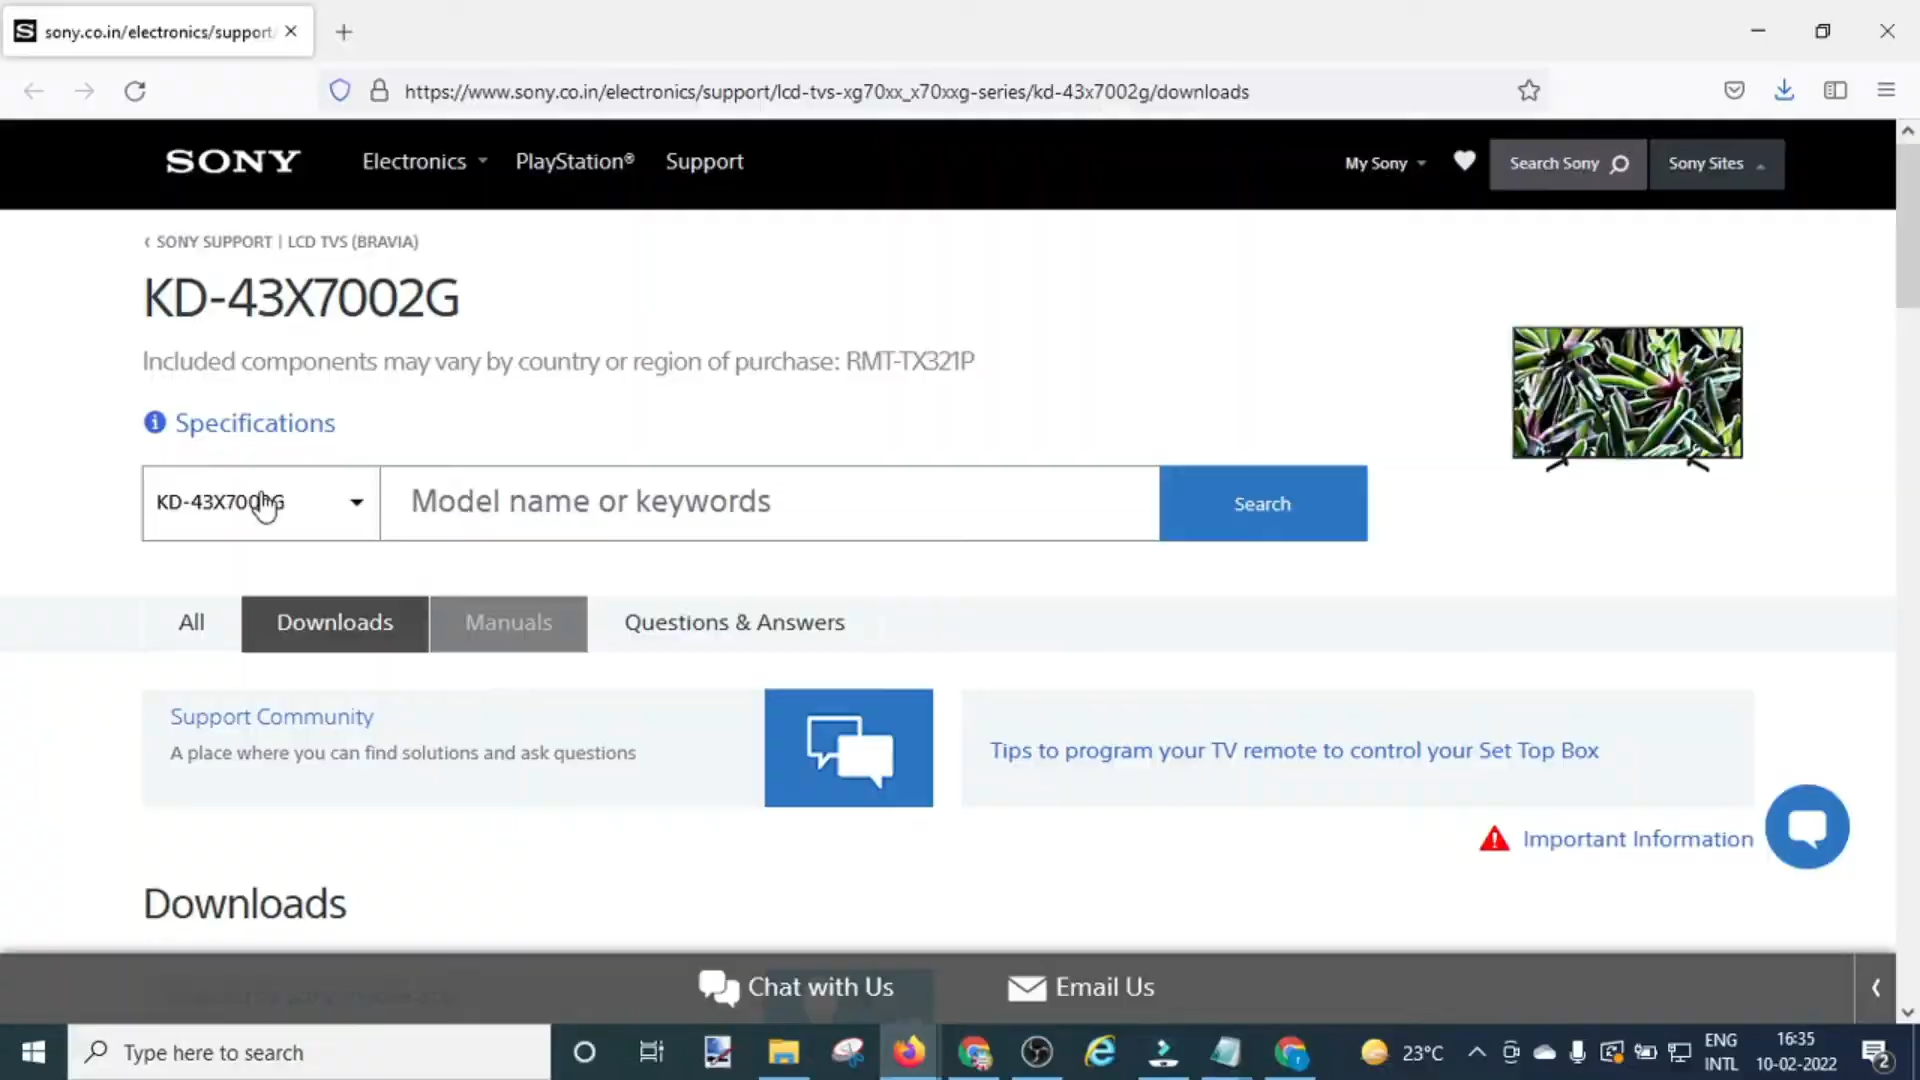 sony.co.in/electronics/support/
https://www.sony.co.in/electronics/support/lcd-tvs-xg70xx_x70xxg-series/kd-43x7002g/downloads
SONY Electronics PlayStation® Support My Sony Search Sony Sony Sites
SONY SUPPORT | LCD TVS (BRAVIA)
KD-43X7002G
Included components may vary by country or region of purchase: RMT-TX321P
Specifications
Model name or keywords Search
All Downloads Manuals Questions & Answers
Support Community
A place where you can find solutions and ask questions
Tips to program your TV remote to control your Set Top Box
Important Information
Downloads
Chat with Us Email Us
Type here to search 23°C ENG 16:35
INTL 10-02-2022 2